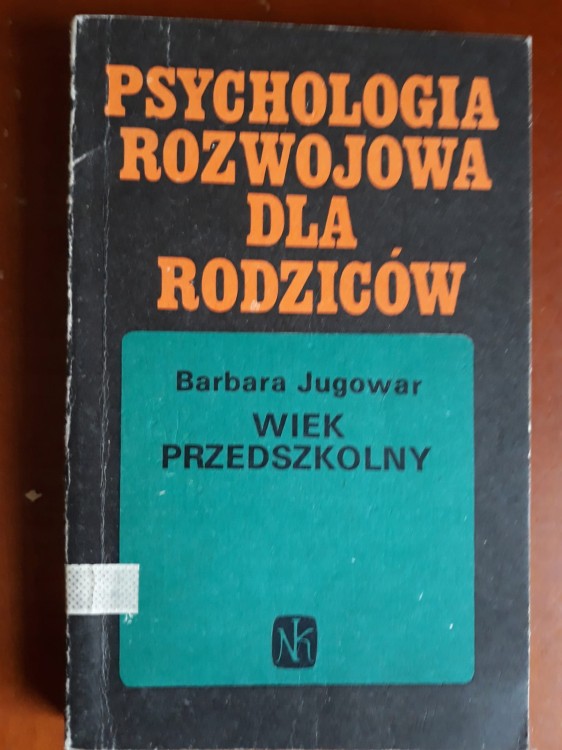 PSYCHOLOGIA
ROZWOJOWA
DLA
RODZICÓW
Barbara Jugowar
WIEK
PRZEDSZKOLNY
NK